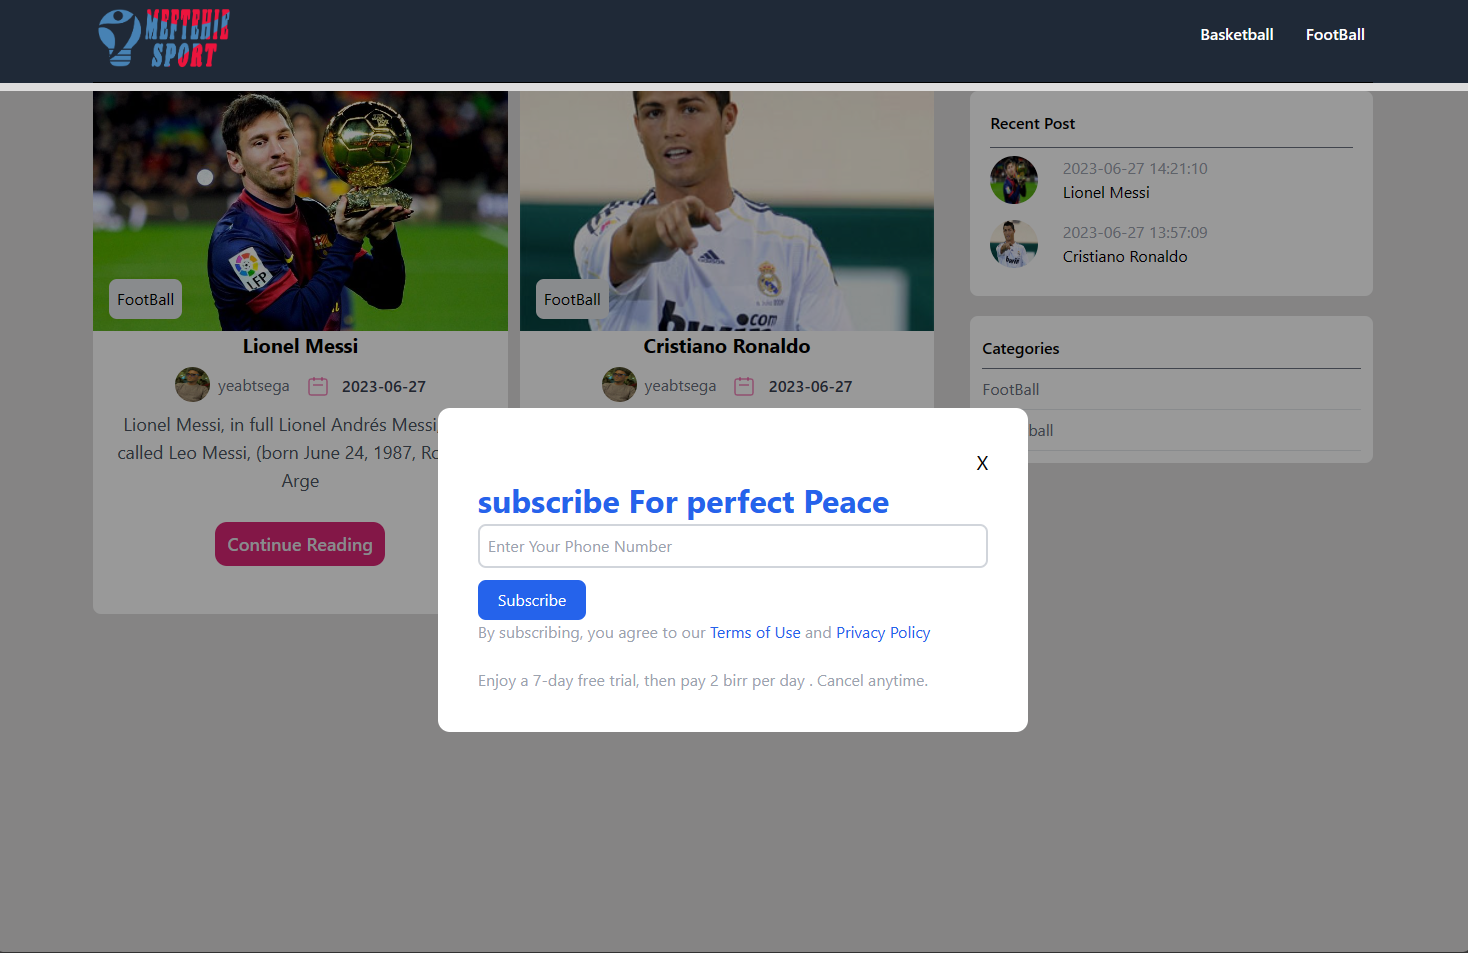 MEFTEHIE
SPORT
Basketball
FootBall
LFP
FootBall
Lionel Messi
yeabtsega
2023-06-27
Lionel Messi, in full Lionel Andrés Messi,
called Leo Messi, (born June 24, 1987, Ro
Arge
Continue Reading
bwin
.com
FootBall
Cristiano Ronaldo
yeabtsega
2023-06-27
Recent Post
2023-06-27 14:21:10
Lionel Messi
2023-06-27 13:57:09
Cristiano Ronaldo
Categories
FootBall
ball
X
subscribe For perfect Peace
Enter Your Phone Number
Subscribe
By subscribing, you agree to our Terms of Use and Privacy Policy
Enjoy a 7-day free trial, then pay 2 birr per day . Cancel anytime.